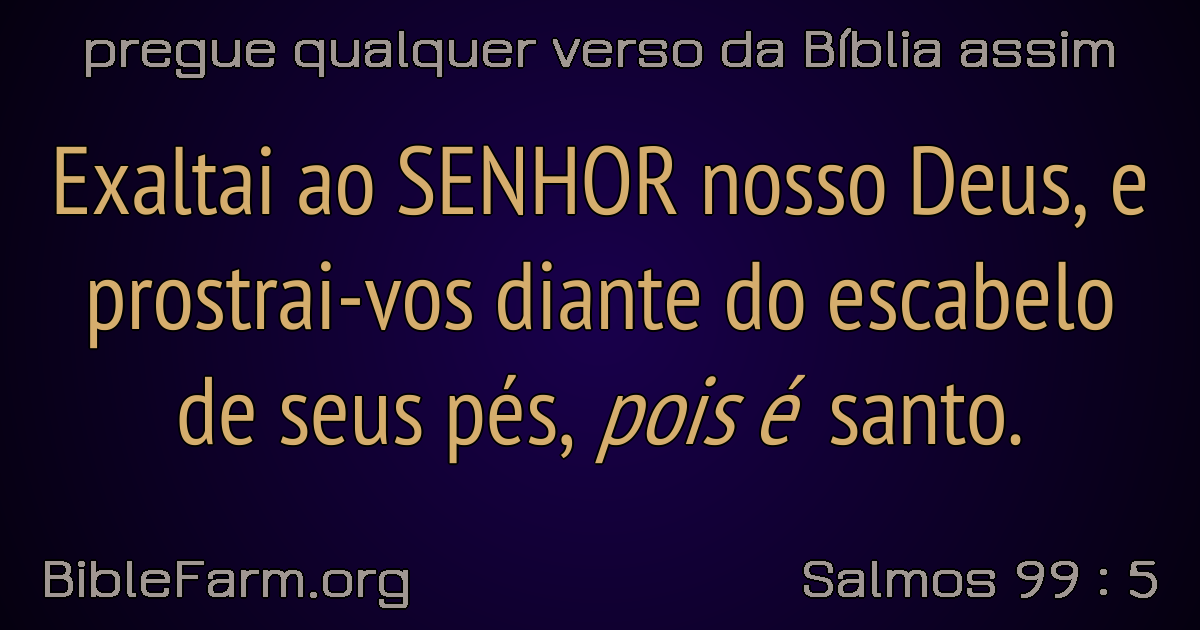 pregue qualquer verso da Bíblia assim
Exaltai ao SENHOR nosso Deus, e
prostrai-vos diante do escabelo
de seus pés, pois é santo.
BibleFarm.org
Salmos 99 : 5